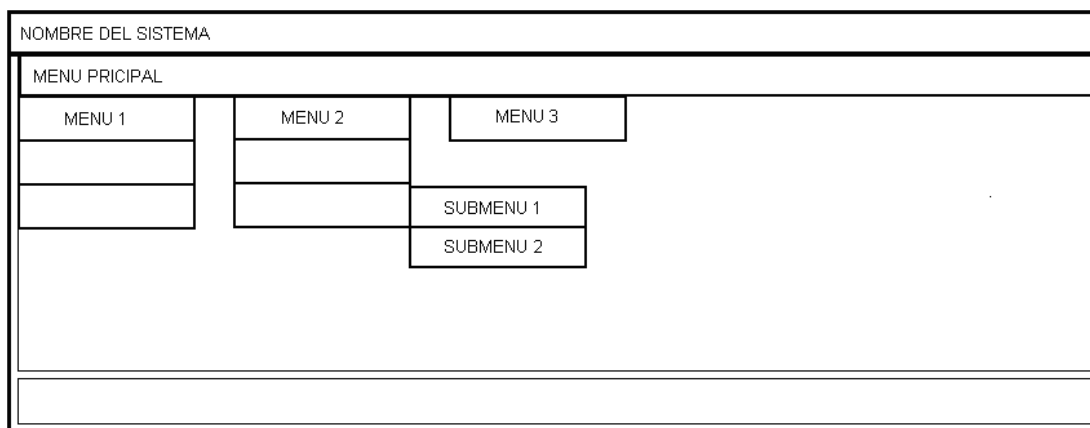 NOMBRE DEL SISTEMA
MENU PRICIPAL
MENU 1
MENU 2
MENU 3
SUBMENU 1
SUBMENU 2